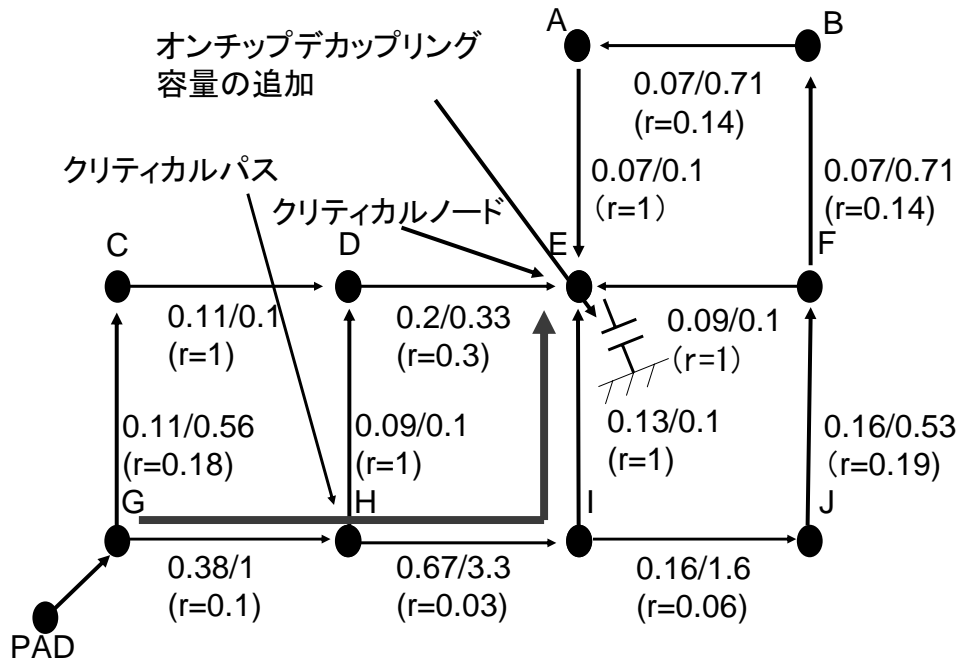 A
B
オンチップデカップリング
容量の追加
0.07/0.71
(r=0.14)
クリティカルパス
0.07/0.1
（r=1）
0.07/0.71
(r=0.14)
クリティカルノード
C
D
E
F
0.11/0.1
(r=1)
0.2/0.33
(r=0.3)
0.09/0.1
（r=1）
0.11/0.56
(r=0.18)
0.09/0.1
(r=1)
0.13/0.1
(r=1)
0.16/0.53
（r=0.19)
G
H
I
J
0.38/1
(r=0.1)
0.67/3.3
(r=0.03)
0.16/1.6
(r=0.06)
PAD